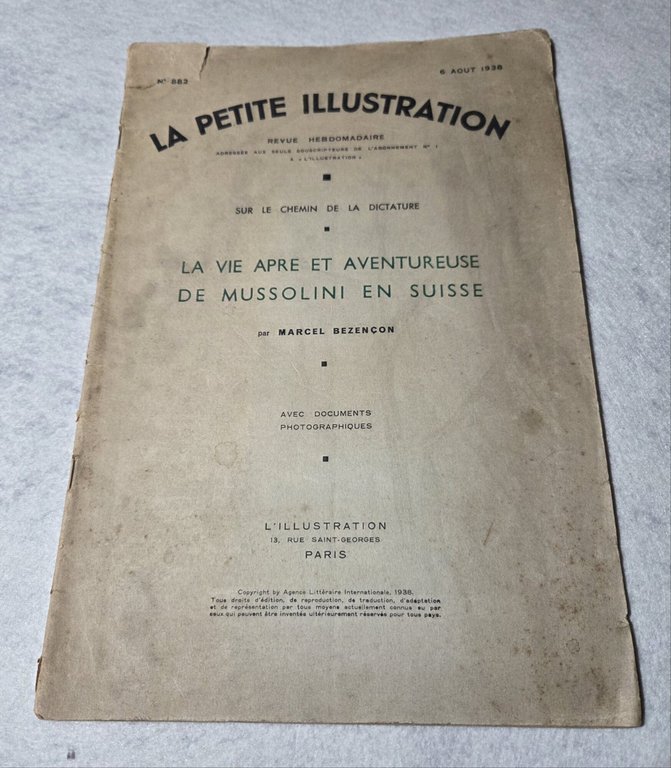 Nº 882
6 AOUT 1938
LA PETITE ILLUSTRATION
REVUE HEBDOMADAIRE
ADRESSÉE AUX SEULS SOUSCRIPTEURS DE L'ABONNEMENT Nº 1
A « L'ILLUSTRATION »
SUR LE CHEMIN DE LA DICTATURE
LA VIE APRE ET AVENTUREUSE
DE MUSSOLINI EN SUISSE
par MARCEL BEZENÇON
AVEC DOCUMENTS
PHOTOGRAPHIQUES
L'ILLUSTRATION
13, RUE SAINT-GEORGES
PARIS
Copyright by Agence Littéraire Internationale, 1938.
Tous droits d'édition, de reproduction, de traduction, d'adaptation
et de représentation par tous moyens actuellement connus ou par
ceux qui peuvent être inventés ultérieurement réservés pour tous pays.